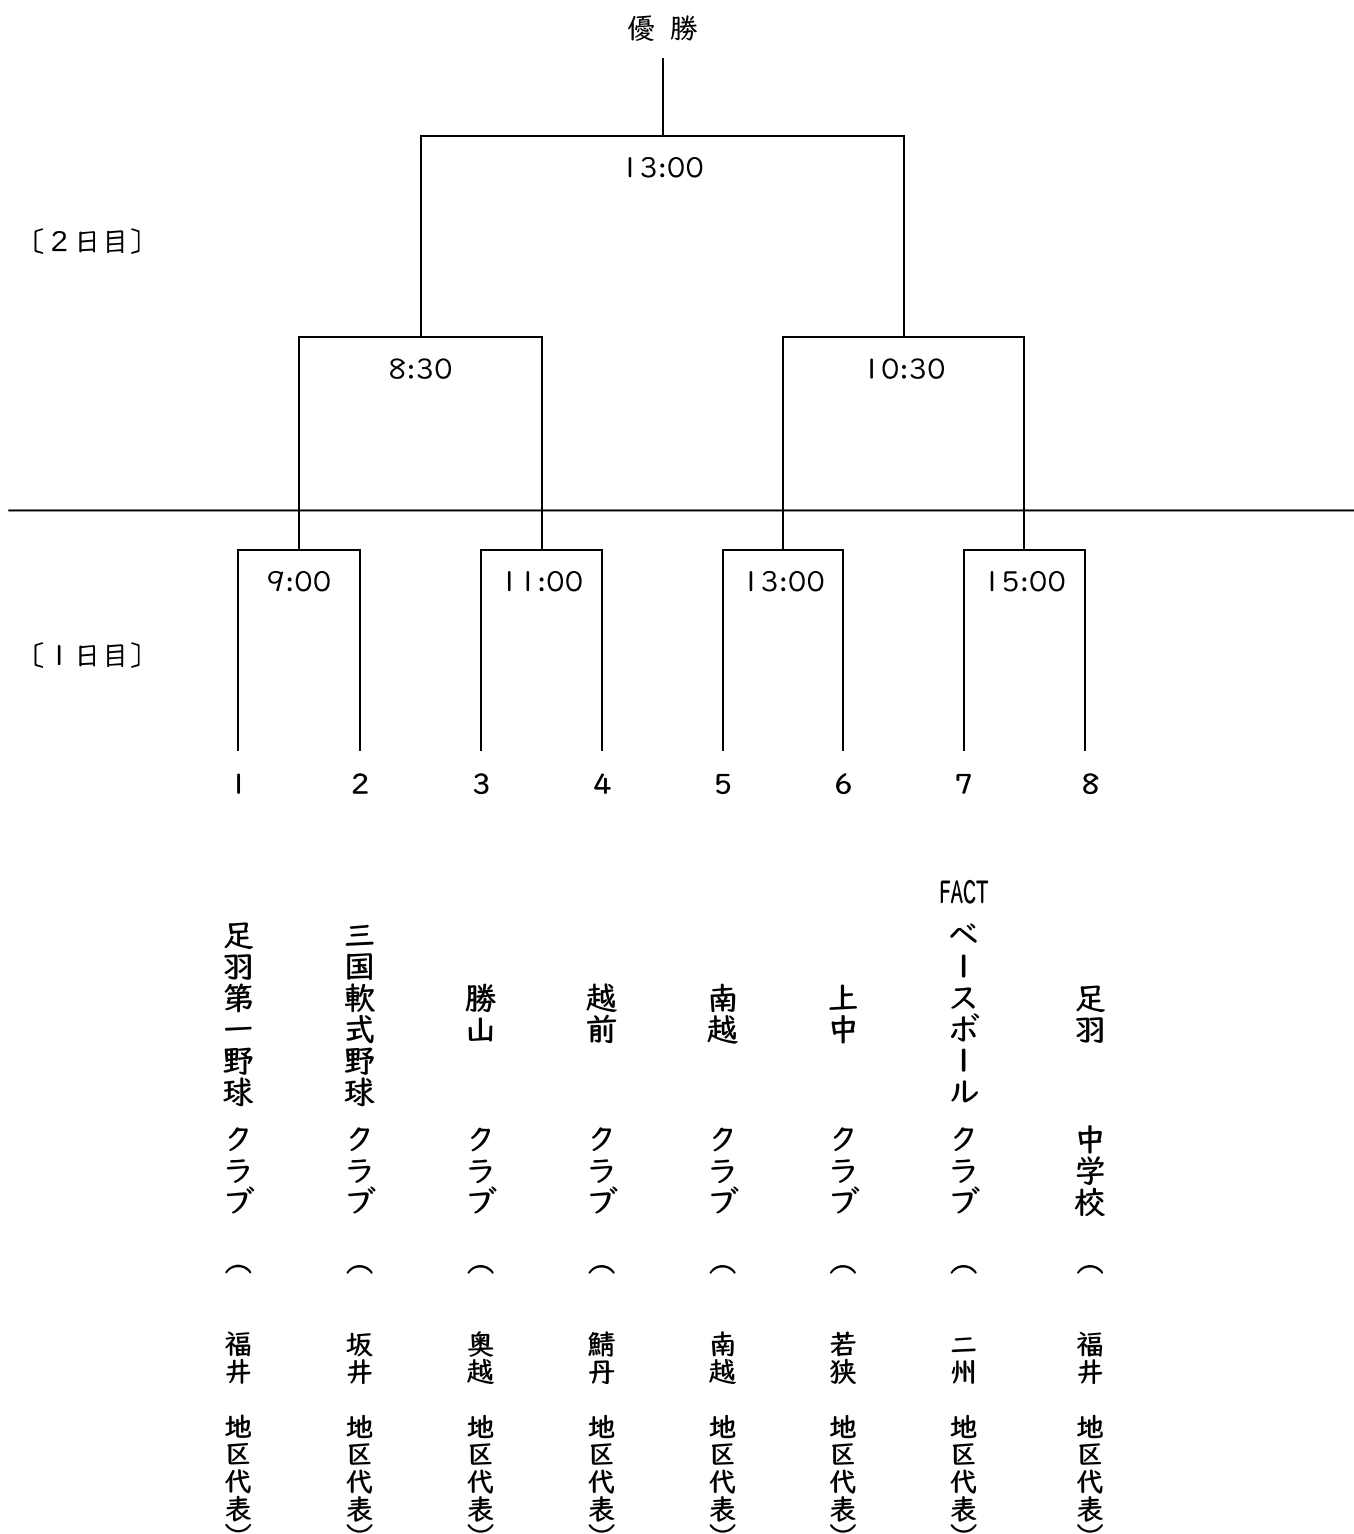 優勝
13:00
〔2日目〕
8:30
10:30
9:00
11:00
13:00
15:00
〔1日目〕
1
2
3
4
5
6
7
8
足羽第一野球クラブ（福井地区代表）
三国軟式野球クラブ（坂井地区代表）
勝山クラブ（奥越地区代表）
越前クラブ（鯖丹地区代表）
南越クラブ（南越地区代表）
上中クラブ（若狭地区代表）
FACTベースボールクラブ（二州地区代表）
足羽中学校（福井地区代表）